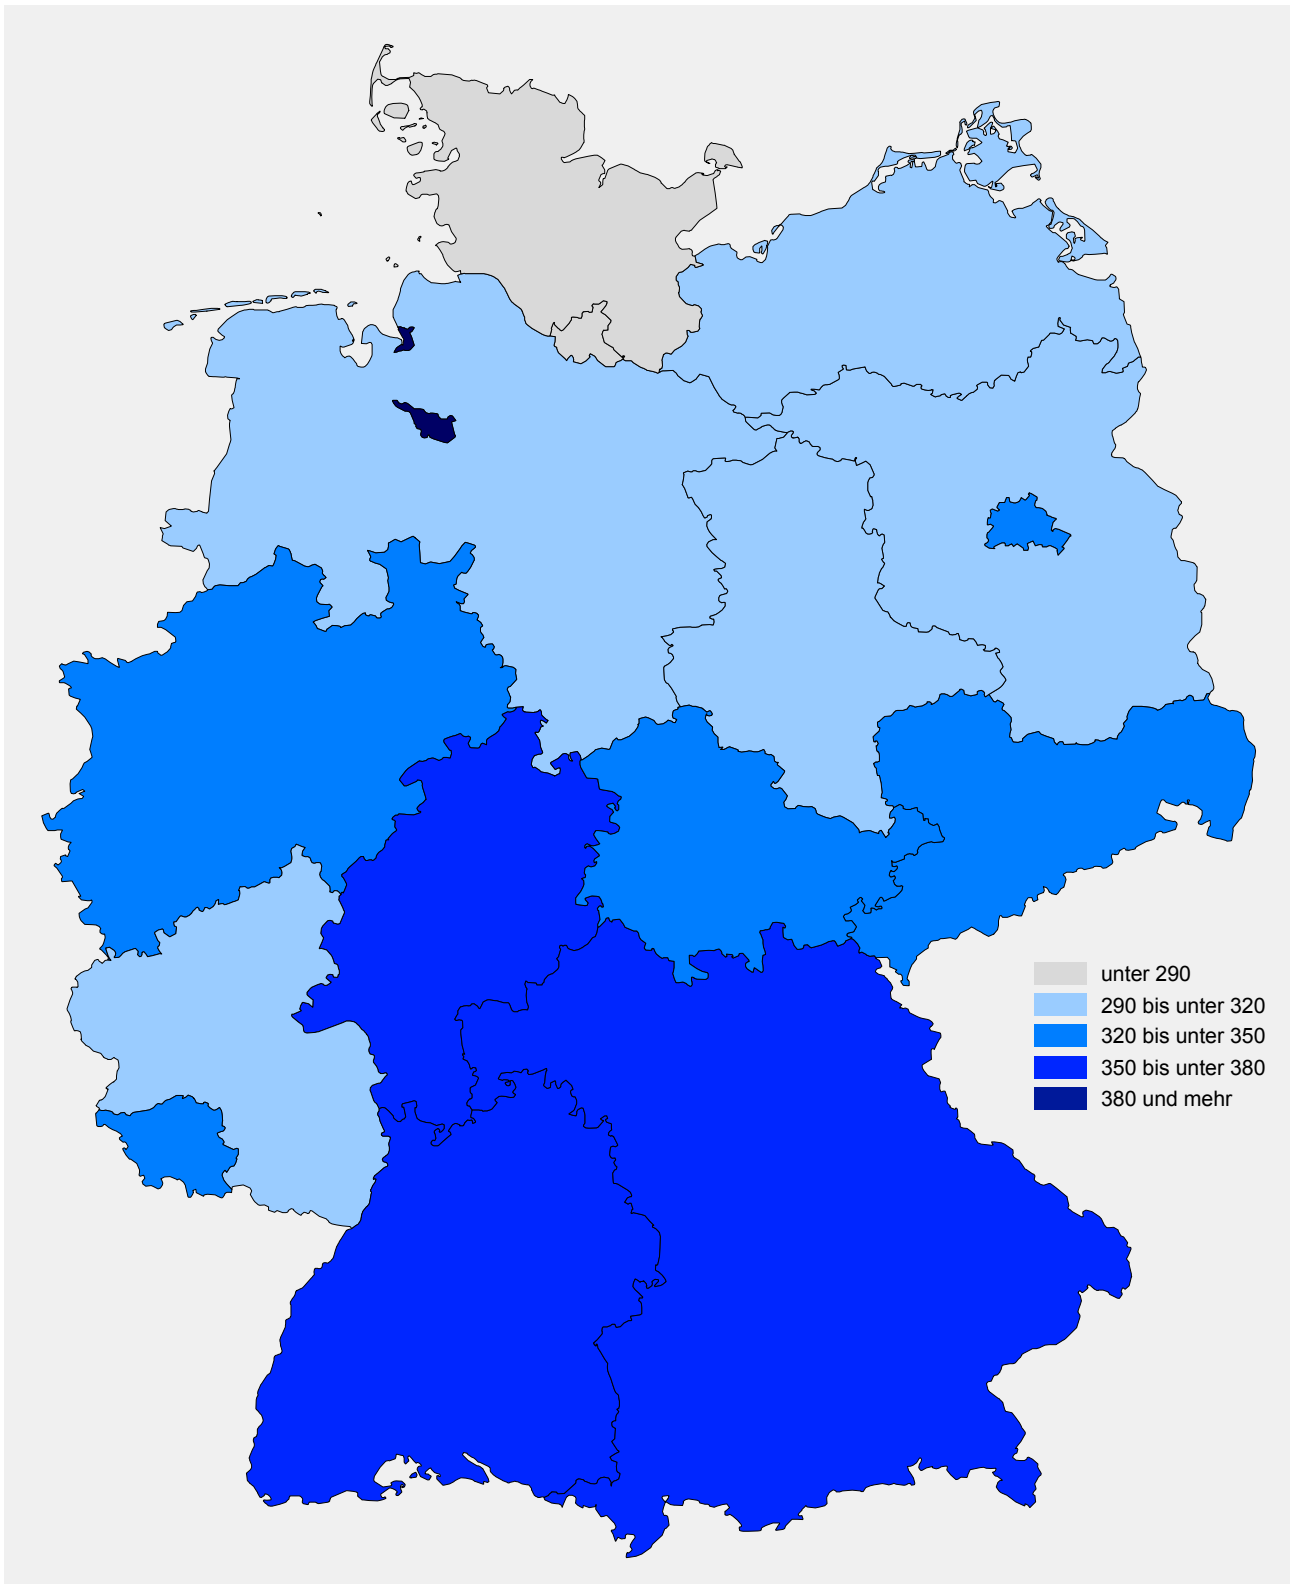 unter 290
290 bis unter 320
320 bis unter 350
350 bis unter 380
380 und mehr